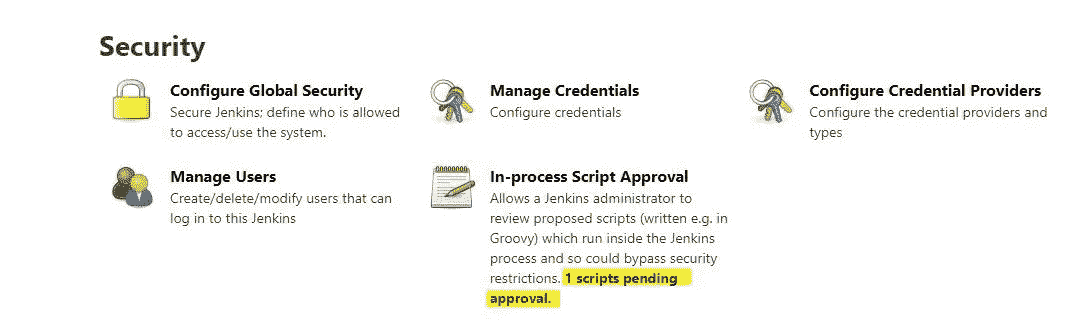 Security
Configure Global Security
Secure Jenkins; define who is allowed
to access/use the system.
Manage Credentials
Configure credentials
Configure Credential Providers
Configure the credential providers and
types
Manage Users
Create/delete/modify users that can
log in to this Jenkins
In-process Script Approval
Allows a Jenkins administrator to
review proposed scripts (written e.g. in
Groovy) which run inside the Jenkins
process and so could bypass security
restrictions. 1 scripts pending
approval.